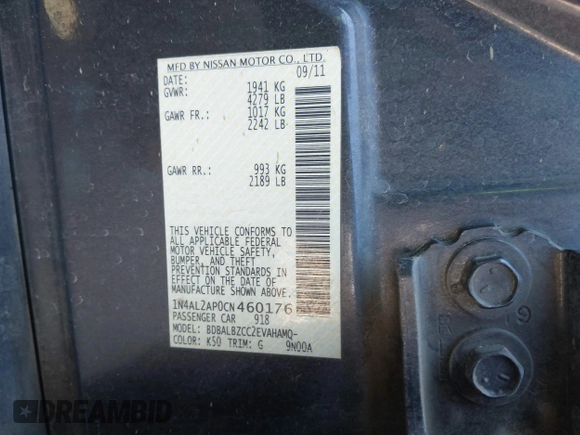 MFD BY NISSAN MOTOR CO., LTD.
DATE: 09/11
GVWR: 1941 KG
4279 LB
GAWR FR.: 1017 KG
2242 LB
GAWR RR.: 993 KG
2189 LB
THIS VEHICLE CONFORMS TO
ALL APPLICABLE FEDERAL
MOTOR VEHICLE SAFETY,
BUMPER, AND THEFT
PREVENTION STANDARDS IN
EFFECT ON THE DATE OF
MANUFACTURE SHOWN ABOVE.
1N4AL2AP0CN460176
PASSENGER CAR 918
MODEL: BDBALBZCC2EVAHAMQ-
COLOR: K50 TRIM: G 9N00A
DREAMBID